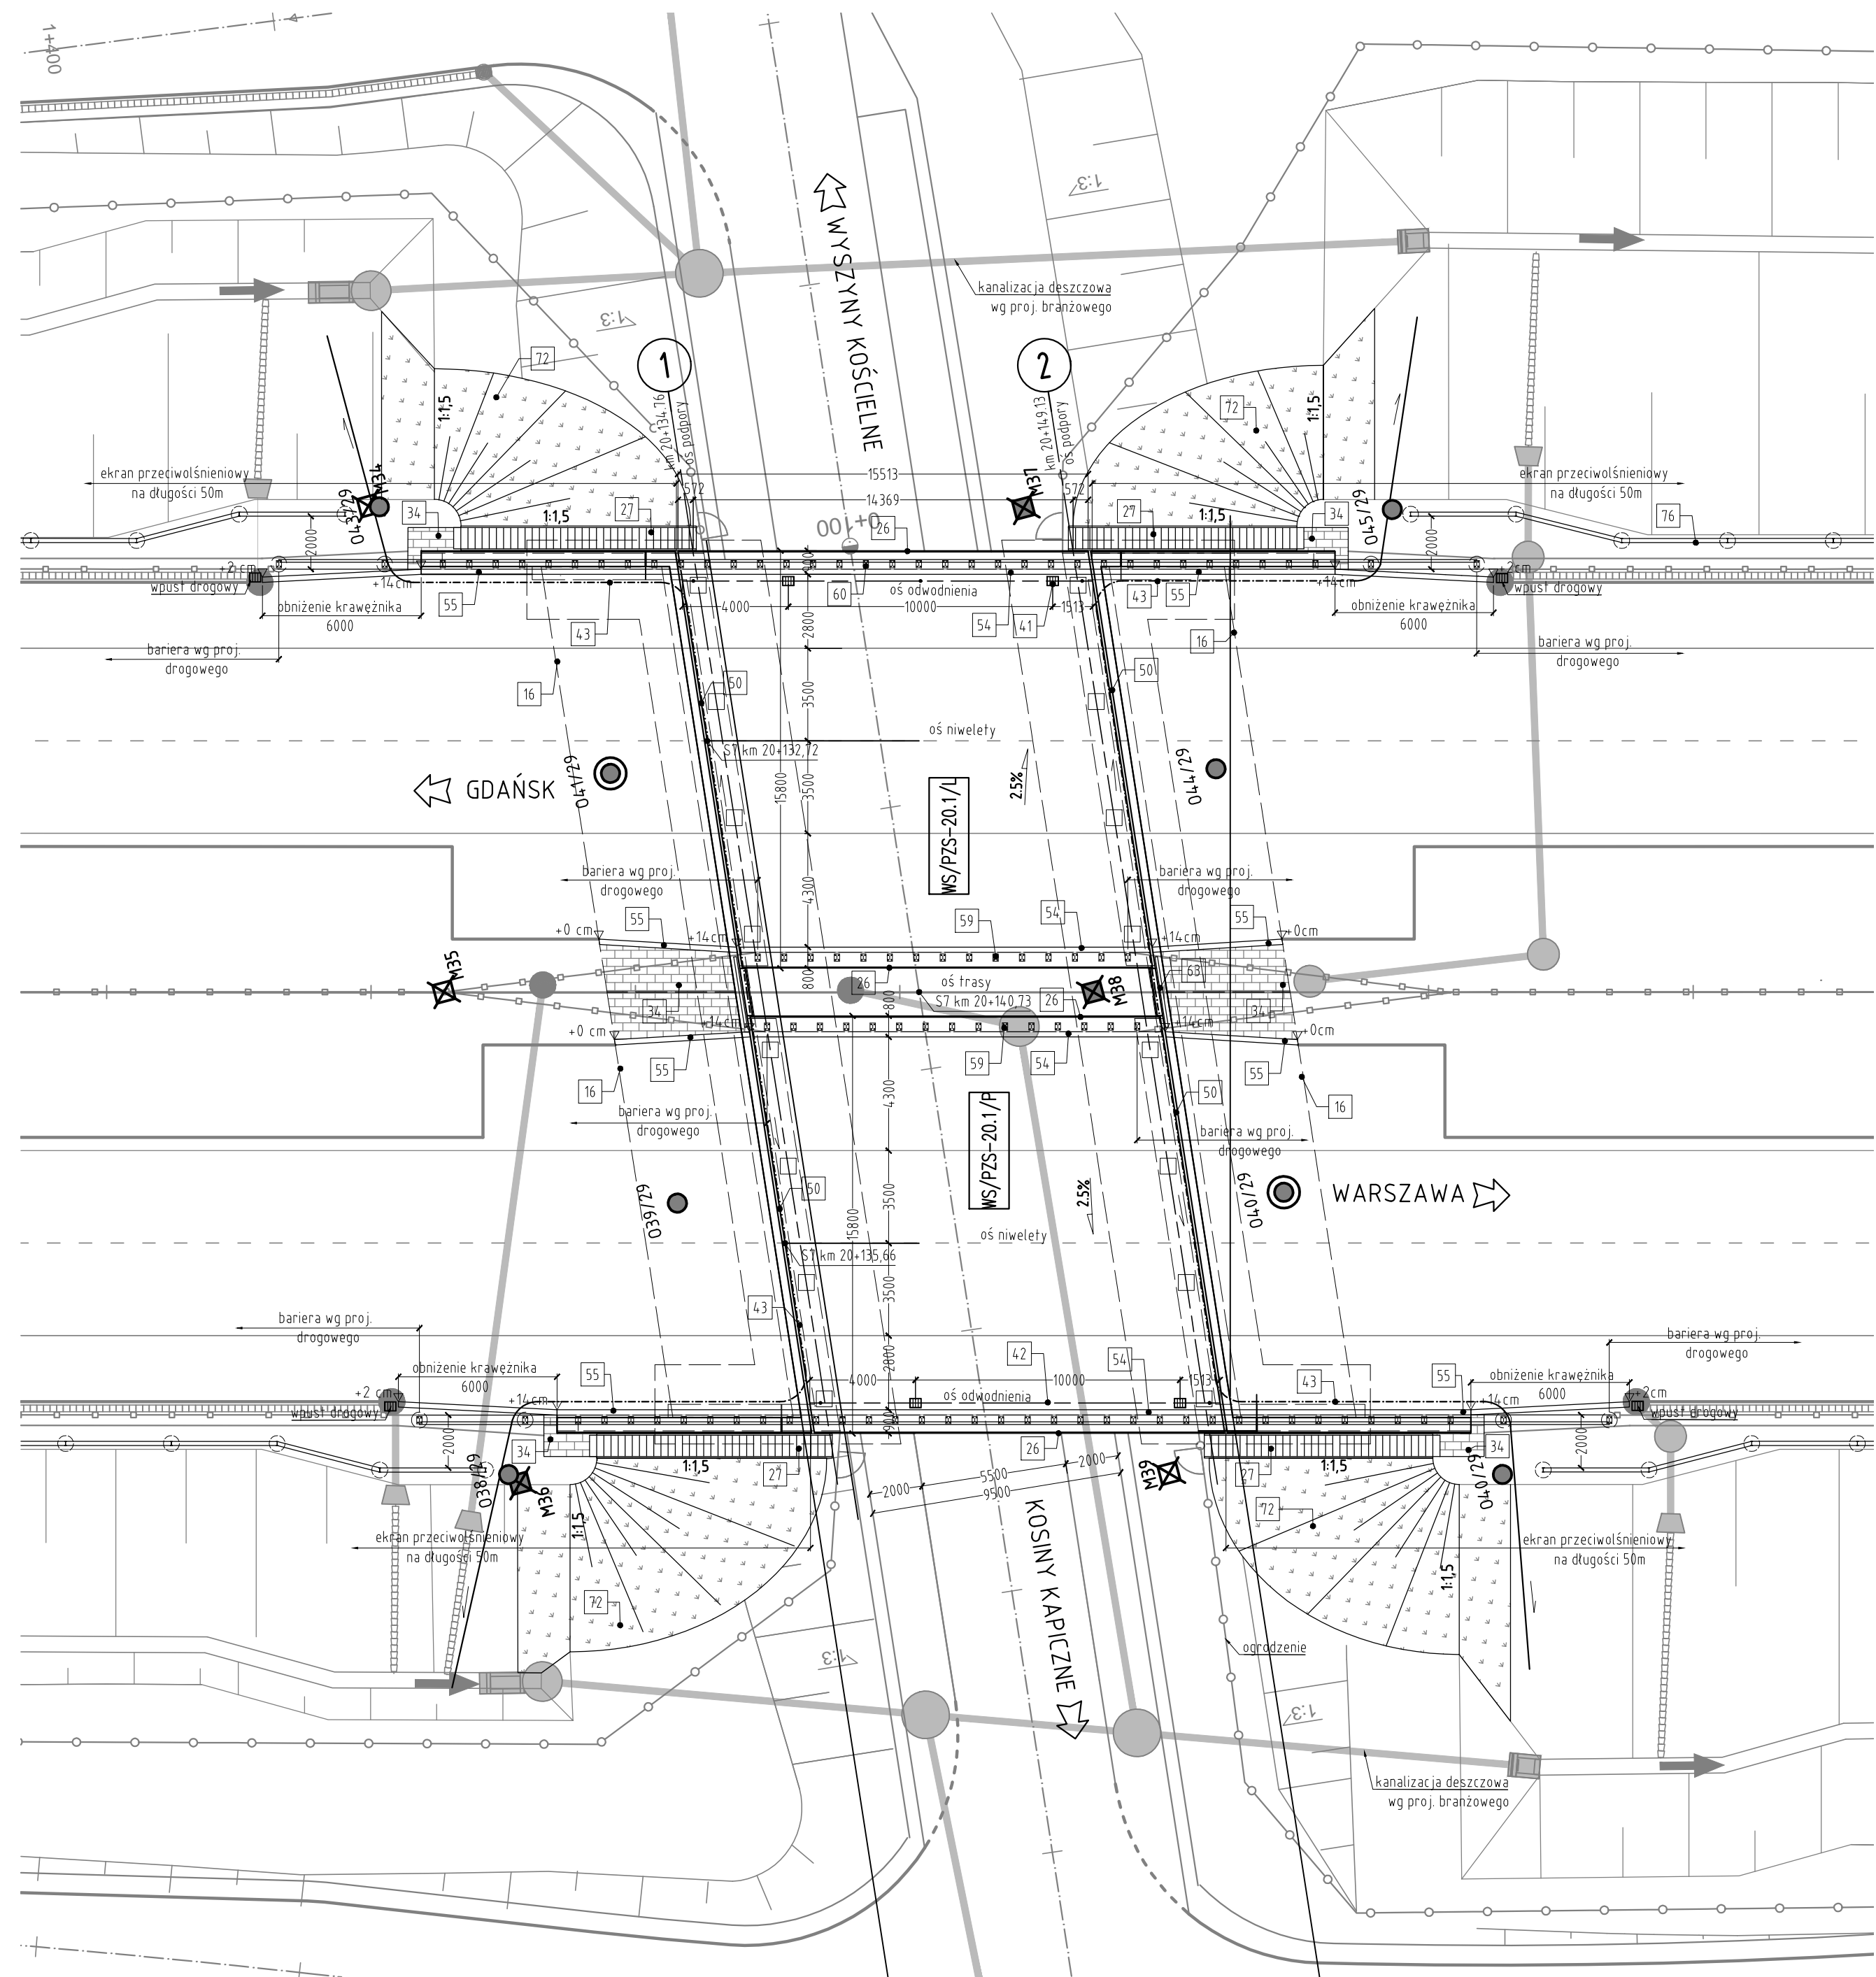 1+400
WYSZYNY KOŚCIELNE
1:3
1:3
kanalizacja deszczowa
wg proj. branżowego
1
2
km 20+134.76
oś podpory
km 20+149.13
oś podpory
72
72
1:1,5
1:1,5
ekran przeciwolśnieniowy
na długości 50m
ekran przeciwolśnieniowy
na długości 50m
M34
043/29
M37
045/29
15513
572
14369
572
0+100
34
27
26
27
34
76
1:1,5
1:1,5
2000
2000
900
+2 cm
+14cm
+14cm
2cm
wpust drogowy
wpust drogowy
obniżenie krawężnika
6000
obniżenie krawężnika
6000
55
43
60
oś odwodnienia
54
41
43
55
4000
10000
1513
2800
16
bariera wg proj.
drogowego
bariera wg proj.
drogowego
16
50
50
3500
oś niwelety
S7 km 20+132,72
041/29
044/29
GDAŃSK
15800
3500
2.5%
WS/PZS-20.1/L
bariera wg proj.
drogowego
bariera wg proj.
drogowego
4300
55
59
54
55
+0 cm
+14cm
+14cm
+0cm
M35
26
oś trasy
S7 km 20+140,73
26
M38
63
800
800
34
34
+0 cm
+14cm
+14cm
+0cm
55
59
54
55
16
16
bariera wg proj.
drogowego
bariera wg proj.
drogowego
4300
50
WS/PZS-20.1/P
039/29
50
3500
2.5%
040/29
WARSZAWA
15800
oś niwelety
S7 km 20+135,66
3500
43
bariera wg proj.
drogowego
bariera wg proj.
drogowego
obniżenie krawężnika
6000
obniżenie krawężnika
6000
2800
55
42
54
43
55
4000
10000
1513
oś odwodnienia
+2 cm
+14cm
+14cm
+2cm
wpust drogowy
wpust drogowy
900
2000
2000
34
27
26
27
34
1:1,5
1:1,5
038/29
M36
M39
040/29
2000
5500
2000
9500
1:1,5
1:1,5
72
72
ekran przeciwolśnieniowy
na długości 50m
ekran przeciwolśnieniowy
na długości 50m
KOSINY KAPICZNE
ogrodzenie
1:3
1:3
kanalizacja deszczowa
wg proj. branżowego